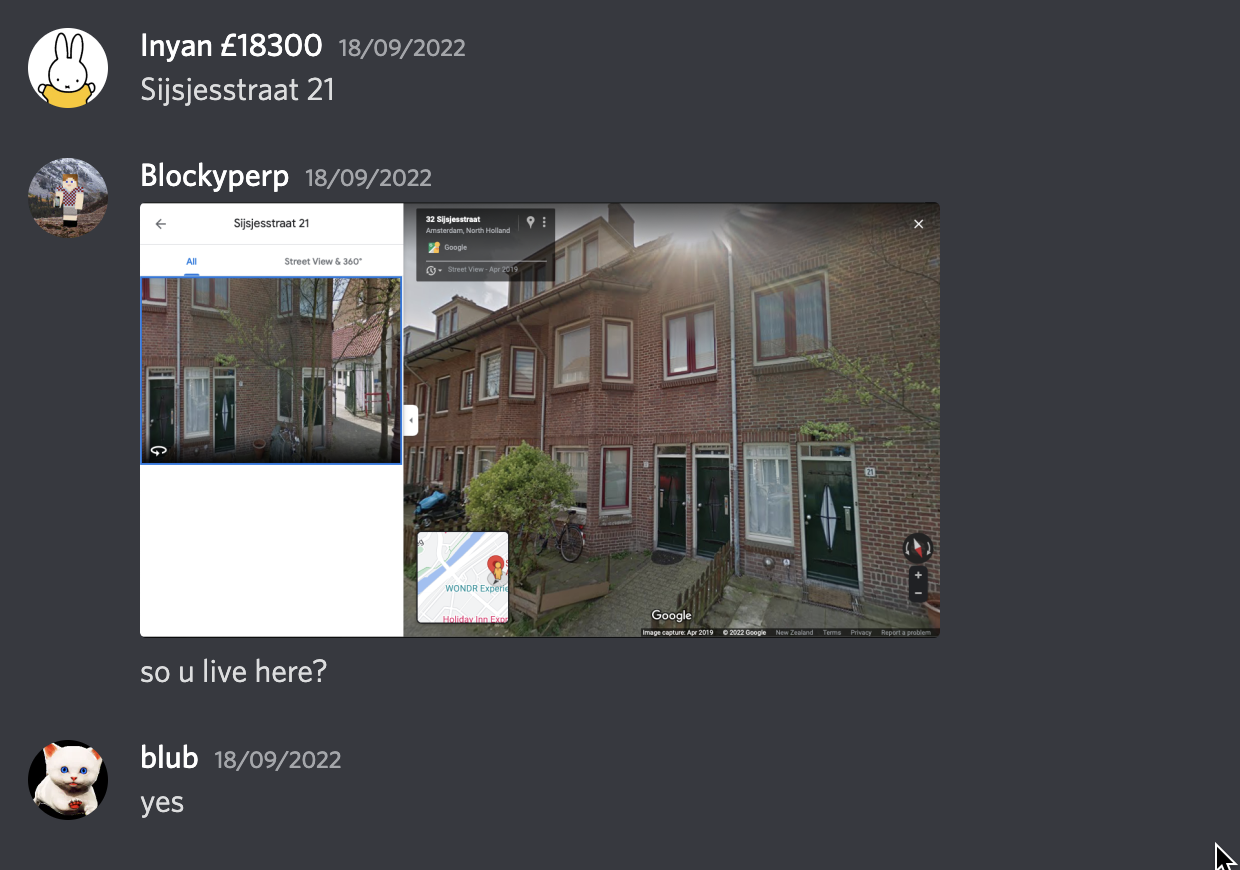 Inyan £18300 18/09/2022
Sijsjesstraat 21
Blockyperp 18/09/2022
Sijsjesstraat 21
All Street View & 360°
32 Sijsjesstraat
Amsterdam, North Holland
Google
Street View - Apr 2019
21
WONDR Experie
Holiday Inn Expr
Google
Image capture: Apr 2019 © 2022 Google New Zealand Terms Privacy Report a problem
so u live here?
blub 18/09/2022
yes